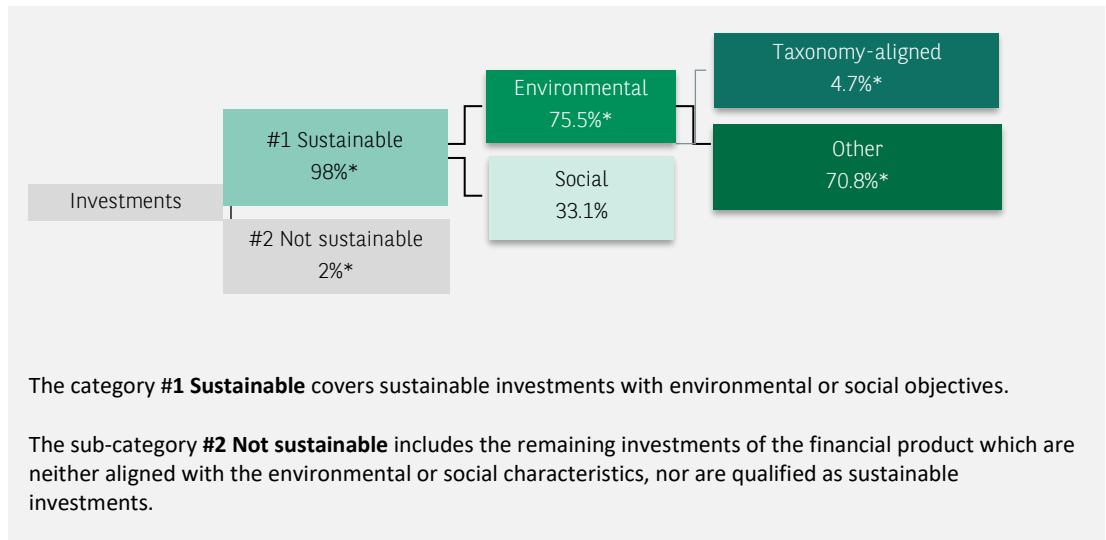 Taxonomy-aligned
4.7%*
Environmental
75.5%*
#1 Sustainable
98%*
Other
70.8%*
Social
33.1%
Investments
#2 Not sustainable
2%*
The category #1 Sustainable covers sustainable investments with environmental or social objectives.
The sub-category #2 Not sustainable includes the remaining investments of the financial product which are
neither aligned with the environmental or social characteristics, nor are qualified as sustainable
investments.